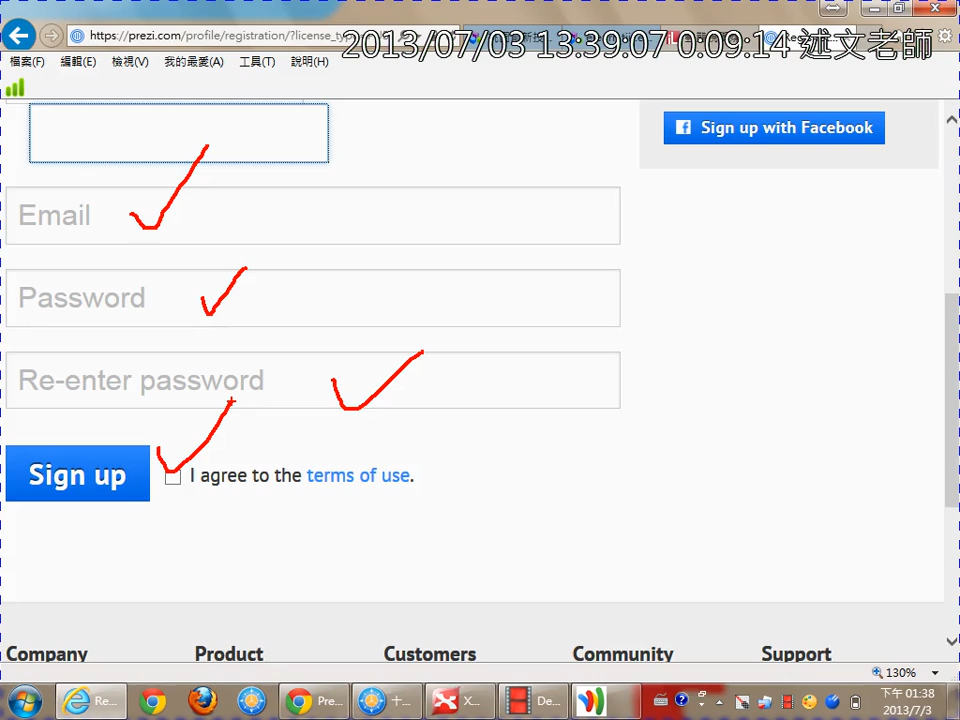 https://prezi.com/profile/registration/?license_ty
2013/07/03 13:39:07 0:09:14 述文老師
檔案(F) 編輯(E) 檢視(V) 我的最愛(A) 工具(T) 說明(H)
Sign up with Facebook
Email
Password
Re-enter password
Sign up
I agree to the terms of use.
Company Product Customers Community Support
130%
Re... Pre... 十... X... De...
下午 01:38
2013/7/3